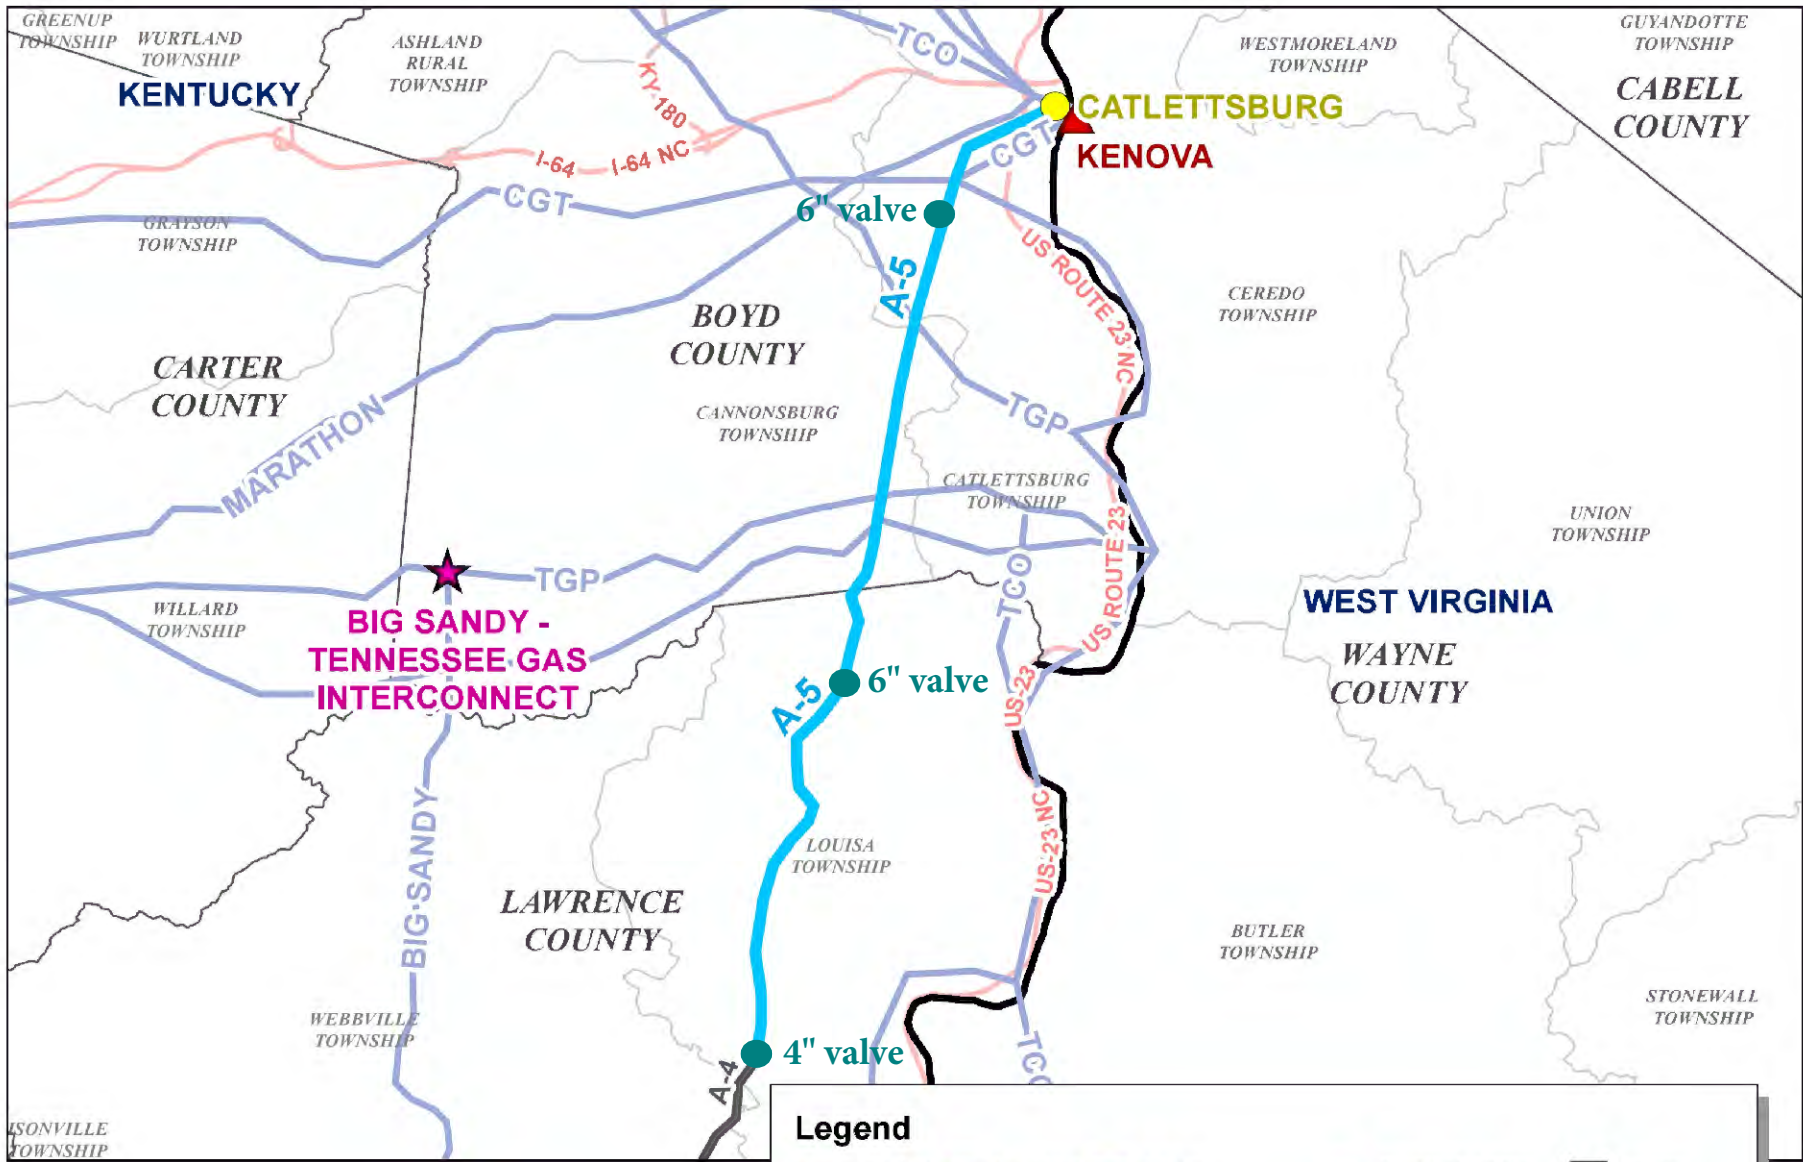 GREENUP
TOWNSHIP
WURTLAND
TOWNSHIP
ASHLAND
RURAL
TOWNSHIP
TCO
WESTMORELAND
TOWNSHIP
GUYANDOTTE
TOWNSHIP
KENTUCKY
KY-180
CATLETTSBURG
CABELL
COUNTY
I-64
I-64 NC
CGT
KENOVA
CGT
6" valve
GRAYSON
TOWNSHIP
A-5
US ROUTE 23 NC
CEREDO
TOWNSHIP
BOYD
COUNTY
CARTER
COUNTY
MARATHON
CANNONSBURG
TOWNSHIP
TGP
CATLETTSBURG
TOWNSHIP
UNION
TOWNSHIP
TGP
TCO
US ROUTE 23
WILLARD
TOWNSHIP
BIG SANDY -
TENNESSEE GAS
INTERCONNECT
WEST VIRGINIA
US
WAYNE
COUNTY
A-5
6" valve
US-23
BIG SANDY
US-23 NC
LOUISA
TOWNSHIP
LAWRENCE
COUNTY
BUTLER
TOWNSHIP
WEBBVILLE
TOWNSHIP
STONEWALL
TOWNSHIP
4" valve
TCO
A-4
ISONVILLE
TOWNSHIP
Legend